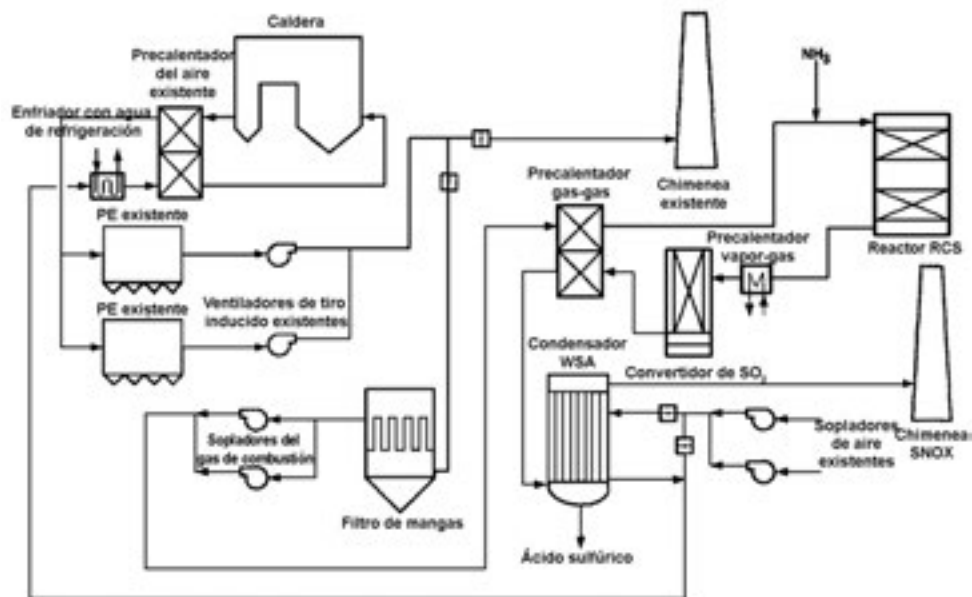 Caldera
Precalentador
del aire
existente
Enfriador con agua
de refrigeración
PE existente
PE existente
Ventiladores de tiro
inducido existentes
Chimenea
existente
NH3
Precalentador
gas-gas
Reactor RCS
Precalentador
vapor-gas
Condensador
WSA
Convertidor de SO2
Sopladores del
gas de combustión
Filtro de mangas
Sopladores
de aire
existentes
Chimenea
SNOX
Ácido sulfúrico